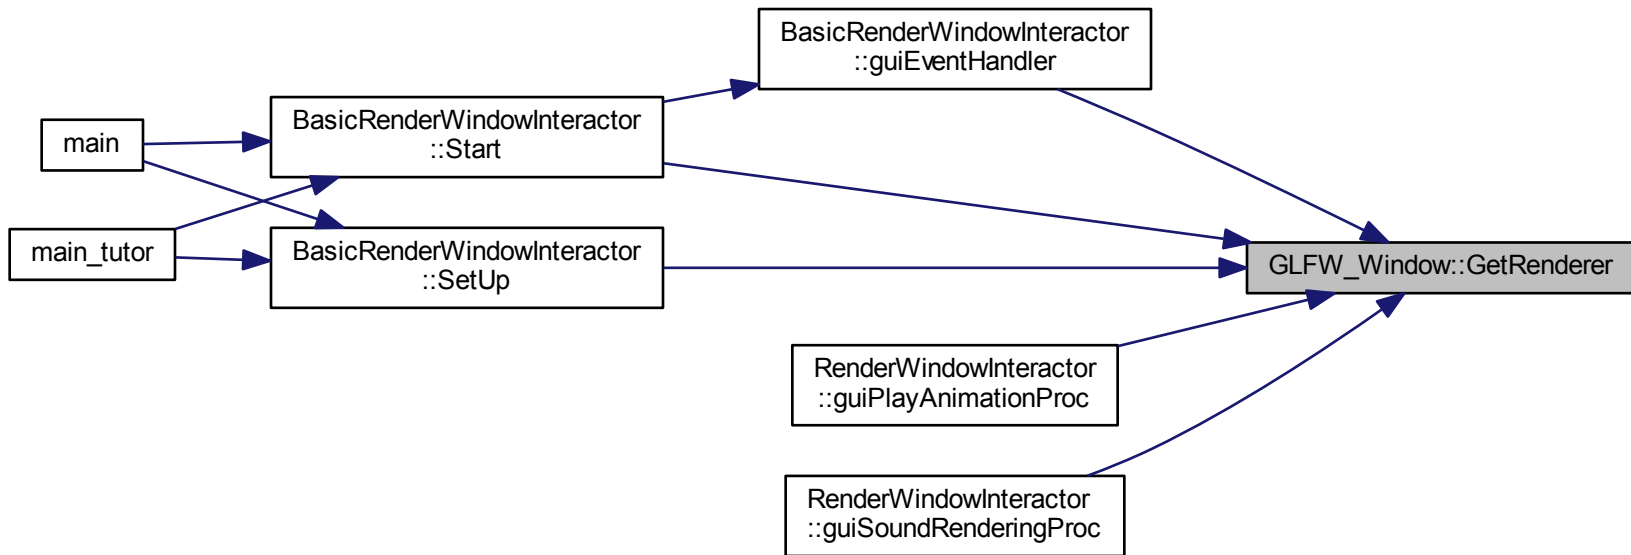 BasicRenderWindowInteractor
::guiEventHandler
BasicRenderWindowInteractor
::Start
main
main_tutor
BasicRenderWindowInteractor
::SetUp
GLFW_Window::GetRenderer
RenderWindowInteractor
::guiPlayAnimationProc
RenderWindowInteractor
::guiSoundRenderingProc